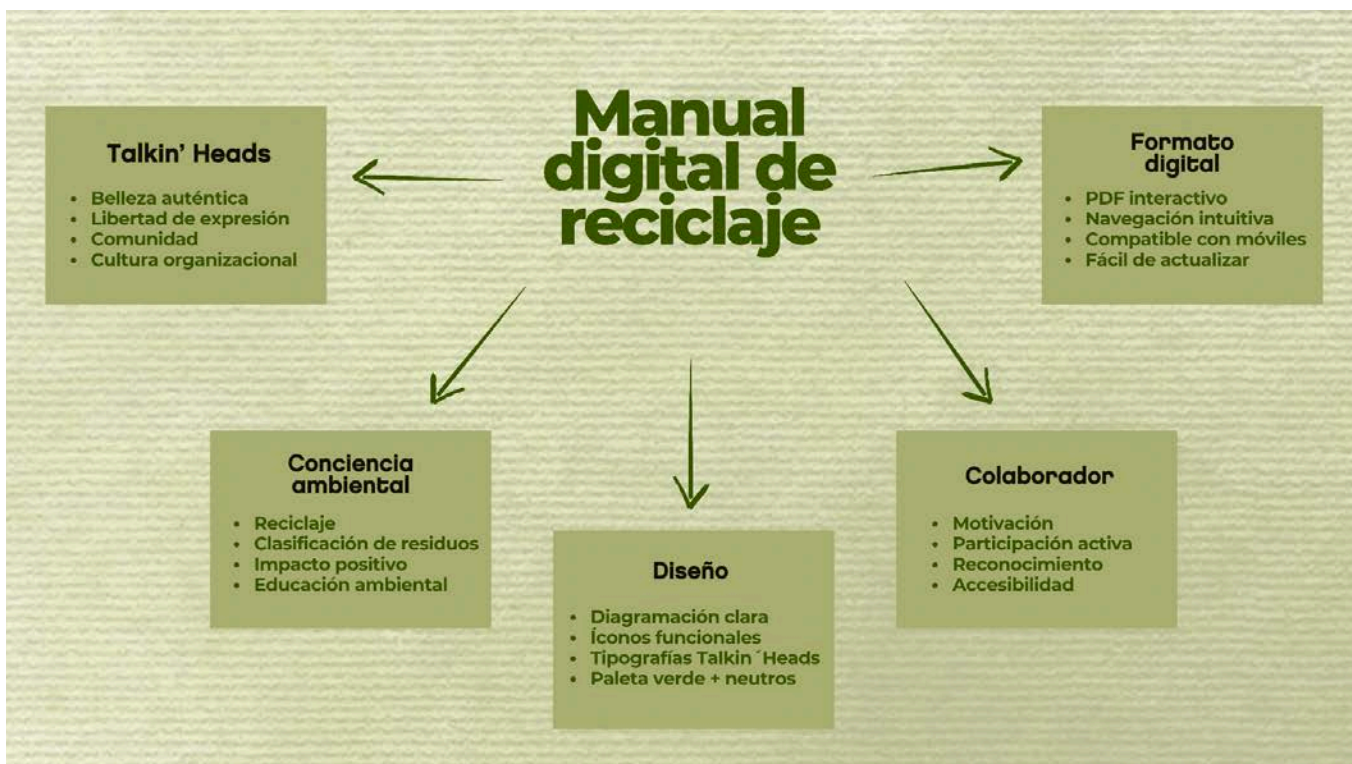 Manual
digital de
reciclaje
Talkin' Heads
• Belleza auténtica
• Libertad de expresión
• Comunidad
• Cultura organizacional
Conciencia
ambiental
• Reciclaje
• Clasificación de residuos
• Impacto positivo
• Educación ambiental
Diseño
• Diagramación clara
• Íconos funcionales
• Tipografías Talkin´Heads
• Paleta verde + neutros
Colaborador
• Motivación
• Participación activa
• Reconocimiento
• Accesibilidad
Formato
digital
• PDF interactivo
• Navegación intuitiva
• Compatible con móviles
• Fácil de actualizar